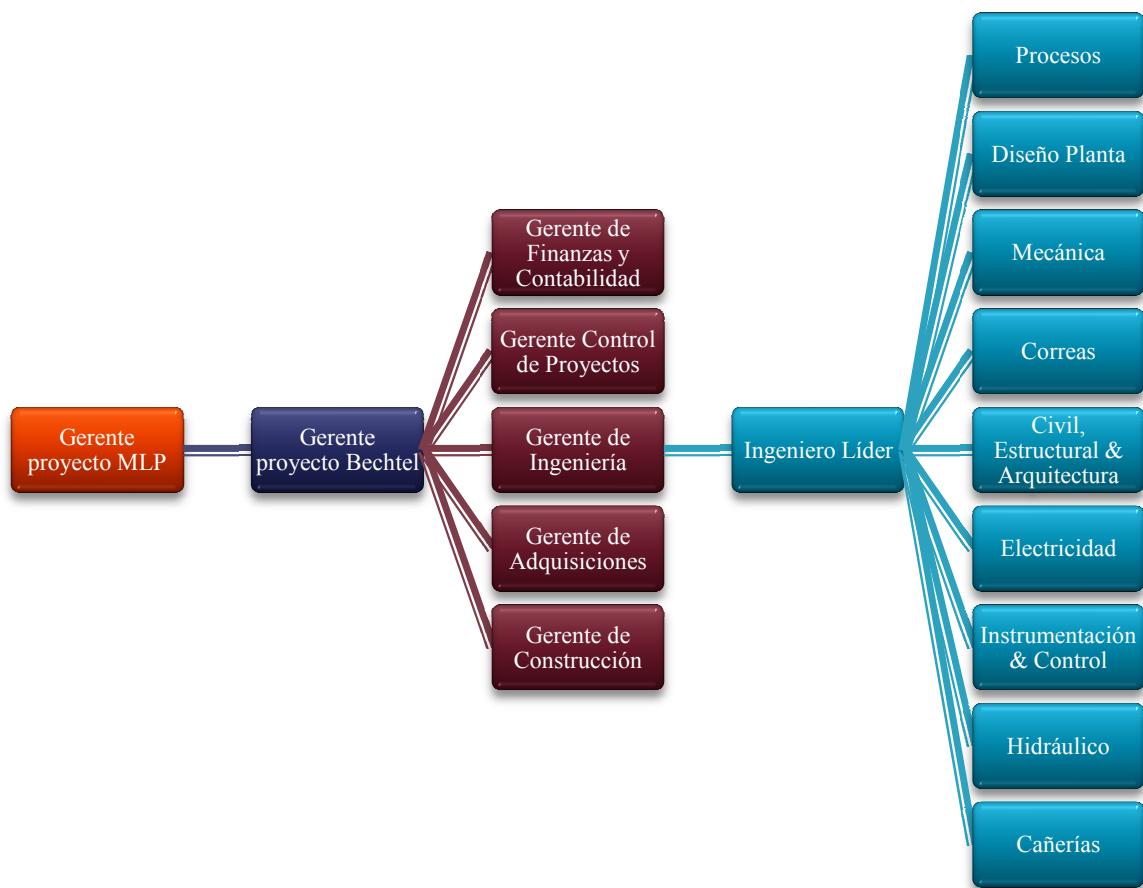 Gerente
proyecto MLP
Gerente
proyecto Bechtel
Gerente de
Finanzas y
Contabilidad
Gerente Control
de Proyectos
Gerente de
Ingeniería
Gerente de
Adquisiciones
Gerente de
Construcción
Ingeniero Líder
Procesos
Diseño Planta
Mecánica
Correas
Civil,
Estructural &
Arquitectura
Electricidad
Instrumentación
& Control
Hidráulico
Cañerías